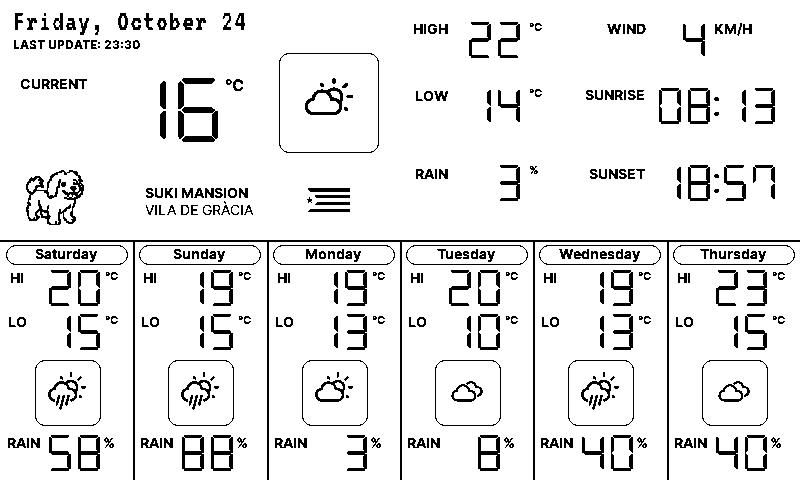 Friday, October 24
LAST UPDATE: 23:30
CURRENT 16 °C
HIGH 22 °C
LOW 14 °C
RAIN 3 %
WIND 4 KM/H
SUNRISE 08:13
SUNSET 18:57
SUKI MANSION
VILA DE GRÀCIA
Saturday
HI 20 °C
LO 15 °C
RAIN 58 %
Sunday
HI 19 °C
LO 15 °C
RAIN 88 %
Monday
HI 19 °C
LO 13 °C
RAIN 3 %
Tuesday
HI 20 °C
LO 10 °C
RAIN 8 %
Wednesday
HI 19 °C
LO 13 °C
RAIN 40 %
Thursday
HI 23 °C
LO 15 °C
RAIN 40 %